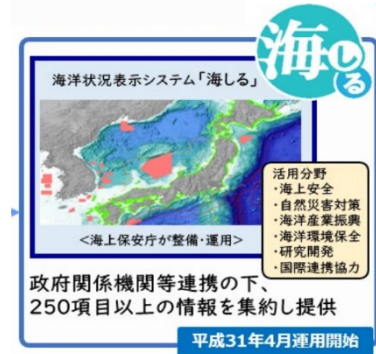 海しる
海洋状況表示システム「海しる」
活用分野
・海上安全
・自然災害対策
・海洋産業振興
・海洋環境保全
・研究開発
・国際連携協力
<海上保安庁が整備・運用>
政府関係機関等連携の下、
250項目以上の情報を集約し提供
平成31年4月運用開始